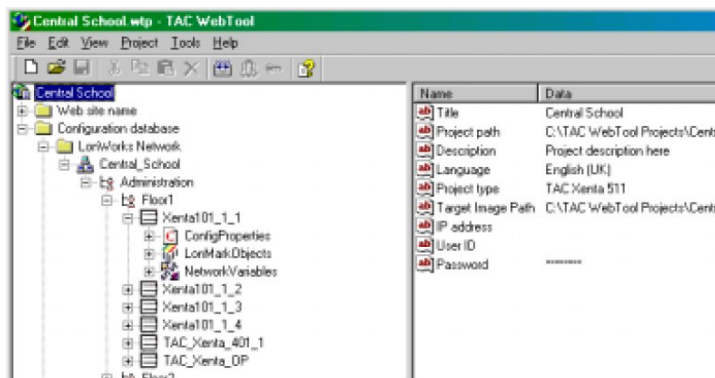 Central School.wtp - TAC WebTool
File Edit View Project Tools Help
Central School
Web site name
Configuration database
LonWorks Network
Central_School
Administration
Floor1
Xenta101_1_1
ConfigProperties
LonMarkObjects
NetworkVariables
Xenta101_1_2
Xenta101_1_3
Xenta101_1_4
TAC_Xenta_401_1
TAC_Xenta_OP
Floor2
Name Data
Title Central School
Project path C:\TAC WebTool Projects\Cent
Description Project description here
Language English (UK)
Project type TAC Xenta 511
Target Image Path C:\TAC WebTool Projects\Cent
IP address
User ID
Password ********